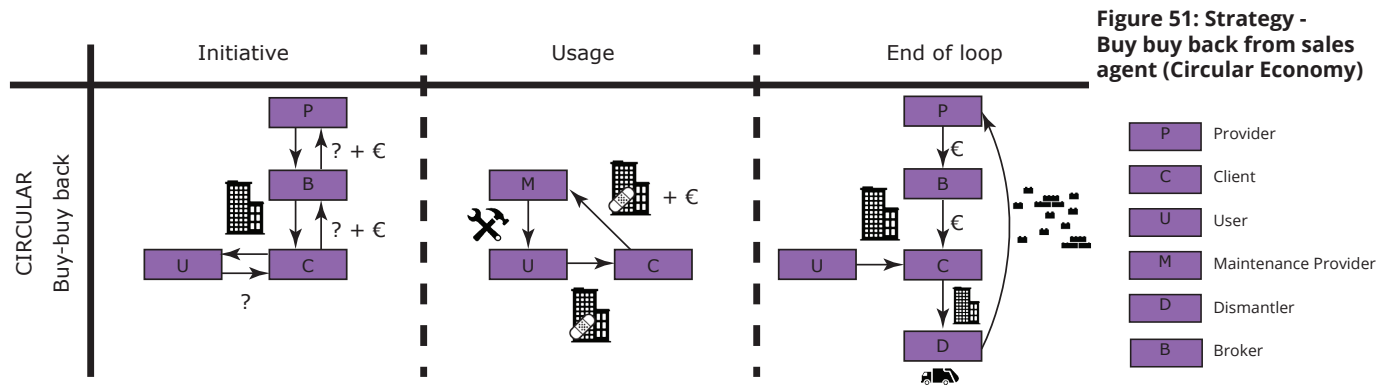 Figure 51: Strategy -
Buy buy back from sales
agent (Circular Economy)
Initiative
Usage
End of loop
CIRCULAR
Buy-buy back
P
? + €
B
? + €
U
C
?
M
+ €
U
C
P
€
B
€
U
C
D
P Provider
C Client
U User
M Maintenance Provider
D Dismantler
B Broker